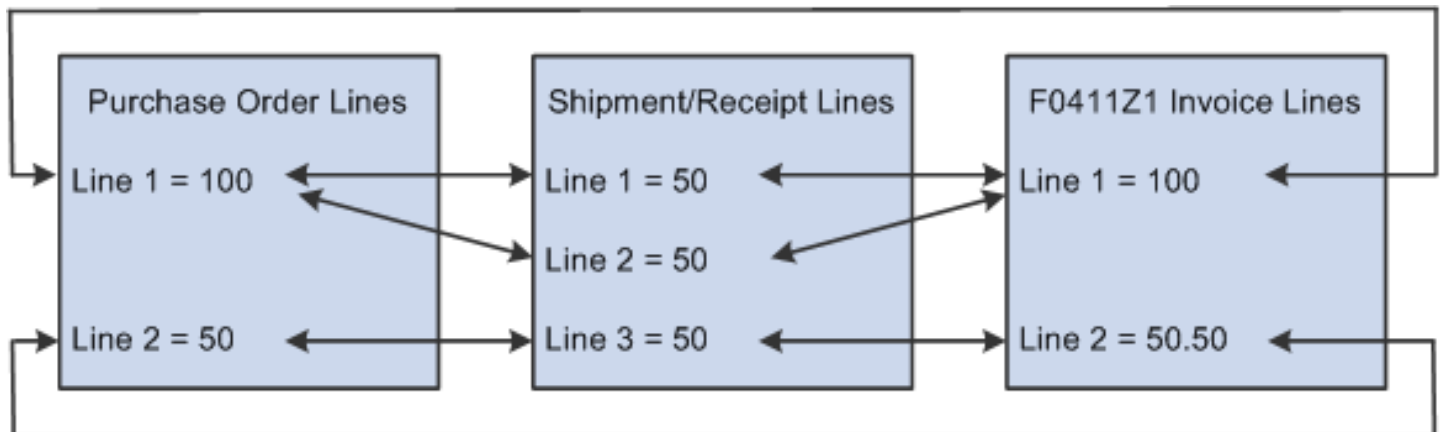 Purchase Order Lines
Line 1 = 100
Line 2 = 50
Shipment/Receipt Lines
Line 1 = 50
Line 2 = 50
Line 3 = 50
F0411Z1 Invoice Lines
Line 1 = 100
Line 2 = 50.50